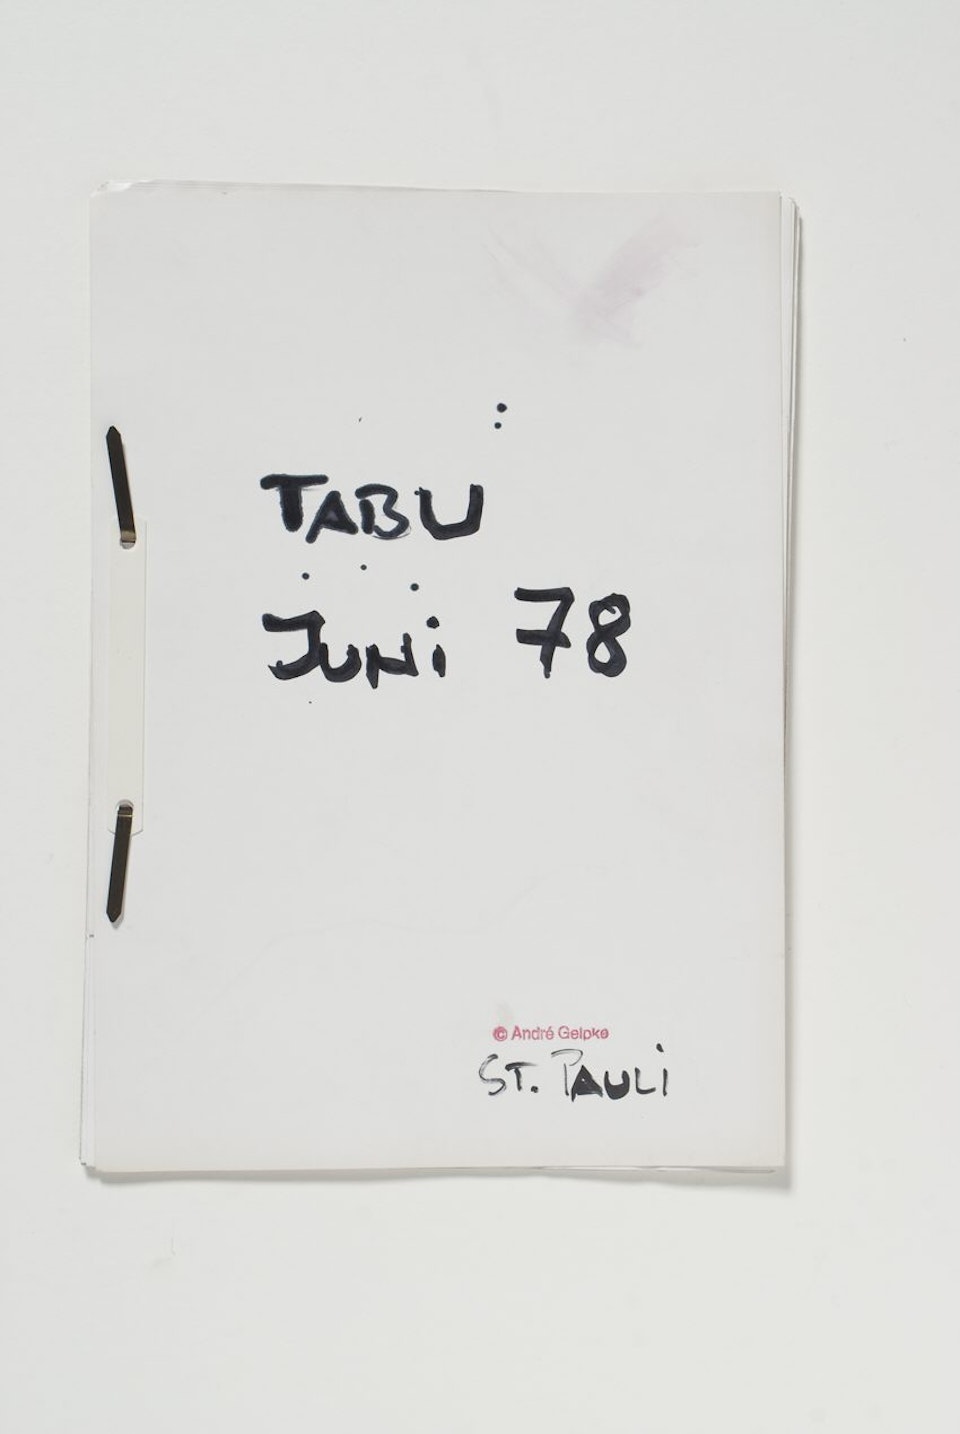 TABU
JUNi 78
© André Gelpke
ST. PAULi